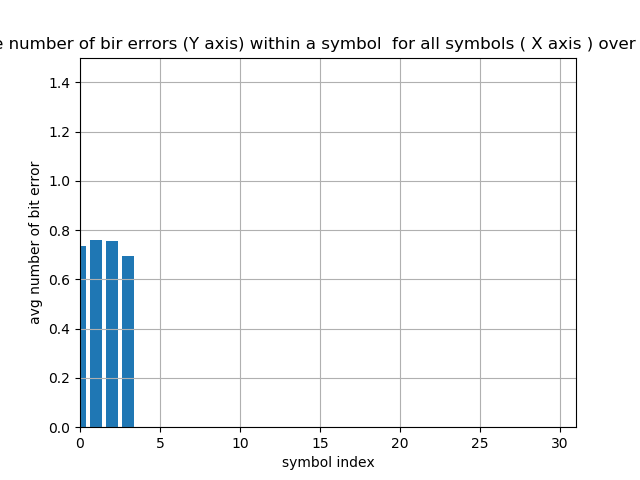 e number of bir errors (Y axis) within a symbol  for all symbols ( X axis ) over
1.4
1.2
1.0
0.8
0.6
0.4
0.2
0.0
avg number of bit error
0 5 10 15 20 25 30
symbol index